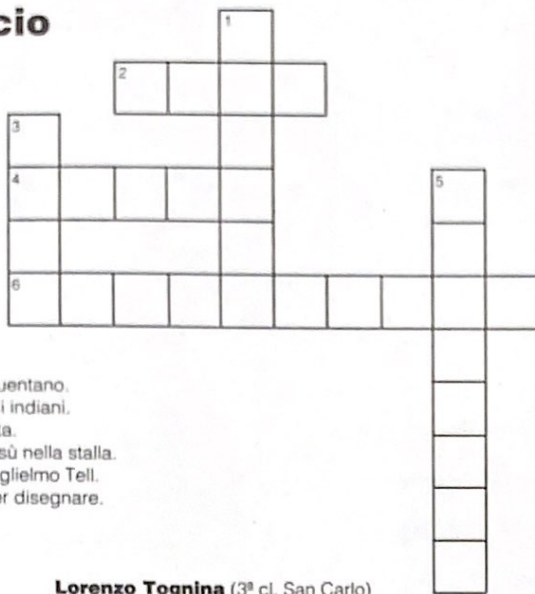 cio
1
2
3
4
5
6
uentano.
i indiani.
a.
sù nella stalla.
glielmo Tell.
er disegnare.
Lorenzo Tognina (3ª cl. San Carlo)